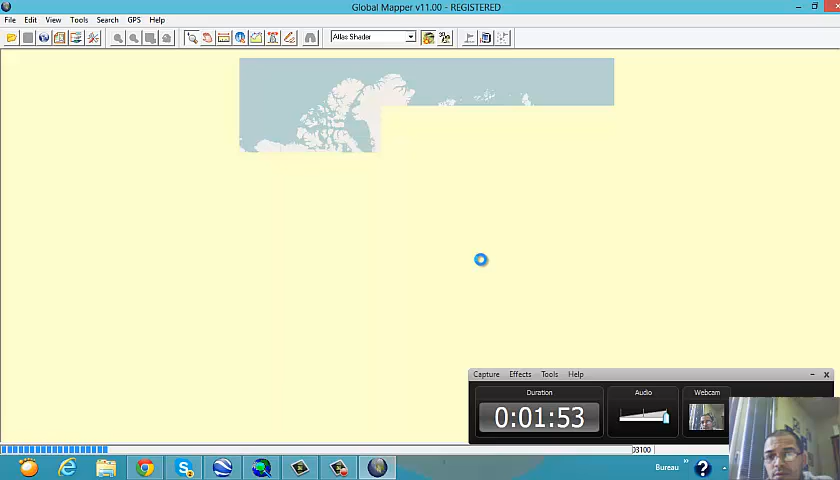 Global Mapper v11.00 - REGISTERED
File Edit View Tools Search GPS Help
Atlas Shader
Capture Effects Tools Help
Duration Audio Webcam
0:01:53
03100
Bureau